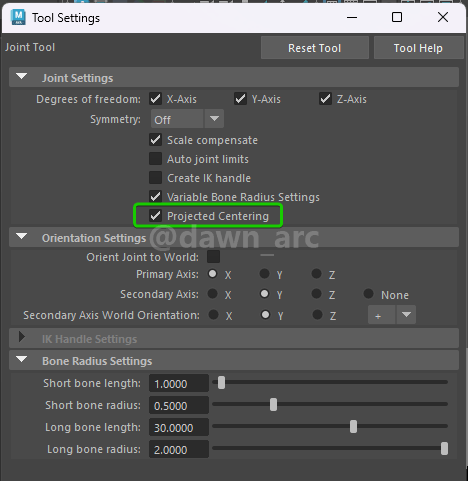 Tool Settings
Joint Tool
Reset Tool
Tool Help
Joint Settings
Degrees of freedom: X-Axis Y-Axis Z-Axis
Symmetry: Off
Scale compensate
Auto joint limits
Create IK handle
Variable Bone Radius Settings
Projected Centering
@dawn_arc
Orientation Settings
Orient Joint to World:
Primary Axis: X Y Z
Secondary Axis: X Y Z None
Secondary Axis World Orientation: X Y Z +
IK Handle Settings
Bone Radius Settings
Short bone length: 1.0000
Short bone radius: 0.5000
Long bone length: 30.0000
Long bone radius: 2.0000